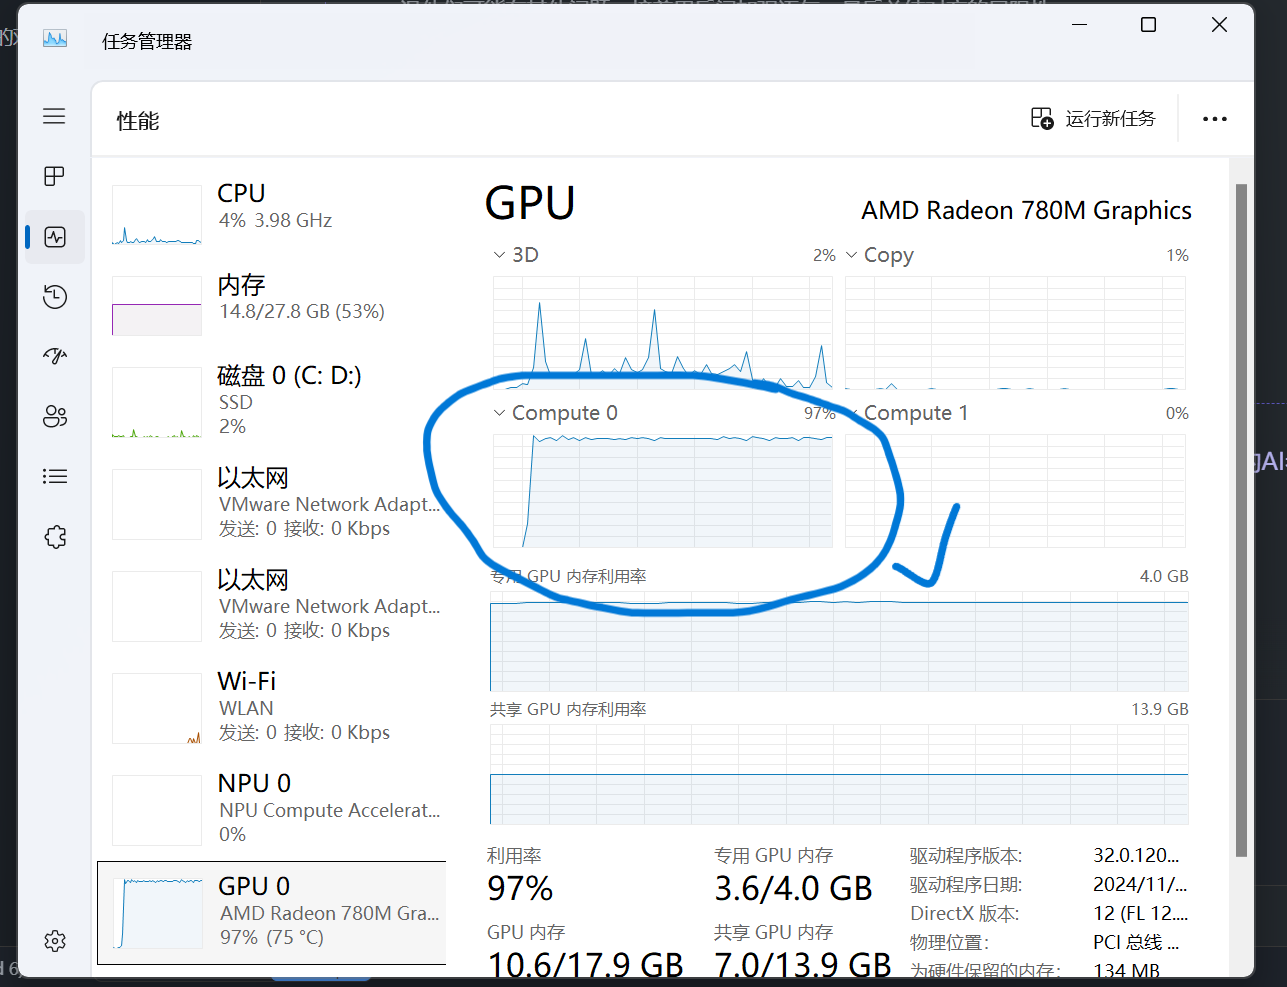 任务管理器
性能
运行新任务
CPU
4% 3.98 GHz
内存
14.8/27.8 GB (53%)
磁盘 0 (C: D:)
SSD
2%
以太网
VMware Network Adapt...
发送: 0 接收: 0 Kbps
以太网
VMware Network Adapt...
发送: 0 接收: 0 Kbps
Wi-Fi
WLAN
发送: 0 接收: 0 Kbps
NPU 0
NPU Compute Accelerat...
0%
GPU 0
AMD Radeon 780M Gra...
97% (75 °C)
GPU
AMD Radeon 780M Graphics
3D 2%
Copy 1%
Compute 0 97%
Compute 1 0%
专用 GPU 内存利用率 4.0 GB
共享 GPU 内存利用率 13.9 GB
利用率
97%
专用 GPU 内存
3.6/4.0 GB
GPU 内存
10.6/17.9 GB
共享 GPU 内存
7.0/13.9 GB
驱动程序版本: 32.0.120...
驱动程序日期: 2024/11/...
DirectX 版本: 12 (FL 12....
物理位置: PCI 总线 ...
为硬件保留的内存: 134 MB